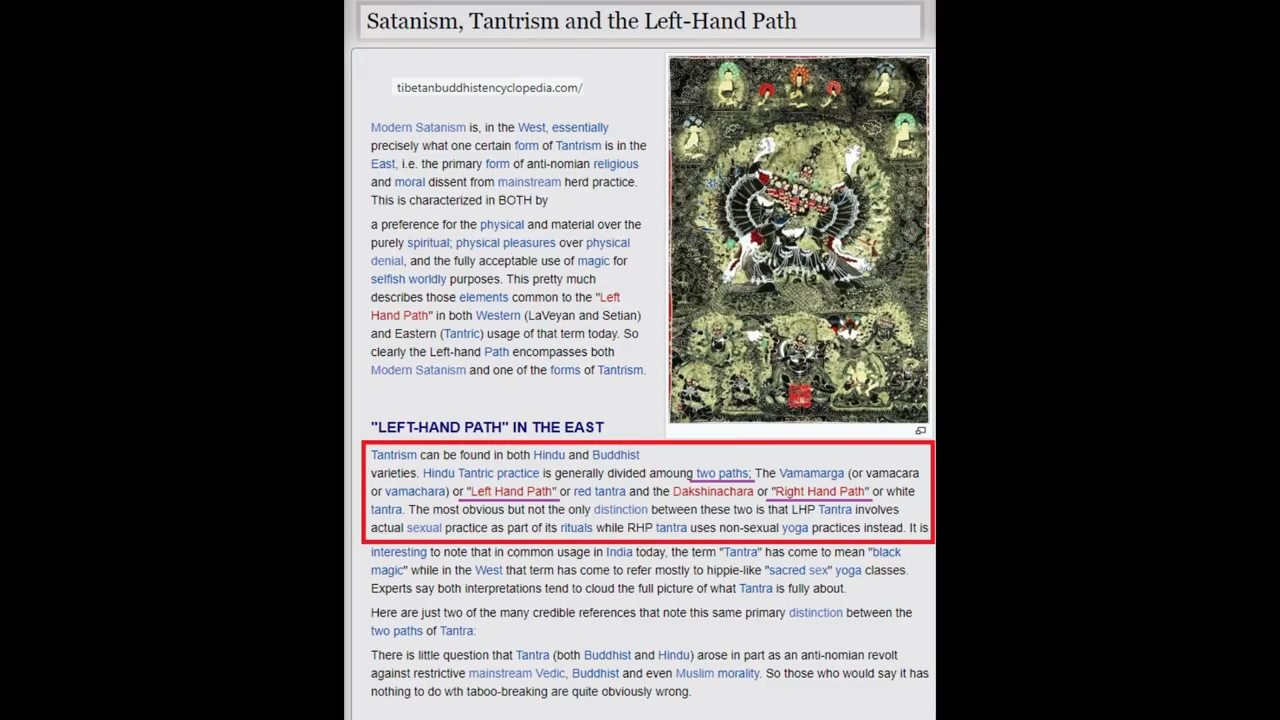 Satanism, Tantrism and the Left-Hand Path
tibetanbuddhistencyclopedia.com/
Modern Satanism is, in the West, essentially
precisely what one certain form of Tantrism is in the
East, i.e. the primary form of anti-nomian religious
and moral dissent from mainstream herd practice.
This is characterized in BOTH by
a preference for the physical and material over the
purely spiritual; physical pleasures over physical
denial, and the fully acceptable use of magic for
selfish worldly purposes. This pretty much
describes those elements common to the "Left
Hand Path" in both Western (LaVeyan and Setian)
and Eastern (Tantric) usage of that term today. So
clearly the Left-hand Path encompasses both
Modern Satanism and one of the forms of Tantrism.
"LEFT-HAND PATH" IN THE EAST
Tantrism can be found in both Hindu and Buddhist
varieties. Hindu Tantric practice is generally divided amoung two paths; The Vamamarga (or vamacara
or vamachara) or "Left Hand Path" or red tantra and the Dakshinachara or "Right Hand Path" or white
tantra. The most obvious but not the only distinction between these two is that LHP Tantra involves
actual sexual practice as part of its rituals while RHP tantra uses non-sexual yoga practices instead. It is
interesting to note that in common usage in India today, the term "Tantra" has come to mean "black
magic" while in the West that term has come to refer mostly to hippie-like "sacred sex" yoga classes.
Experts say both interpretations tend to cloud the full picture of what Tantra is fully about.
Here are just two of the many credible references that note this same primary distinction between the
two paths of Tantra:
There is little question that Tantra (both Buddhist and Hindu) arose in part as an anti-nomian revolt
against restrictive mainstream Vedic, Buddhist and even Muslim morality. So those who would say it has
nothing to do wth taboo-breaking are quite obviously wrong.